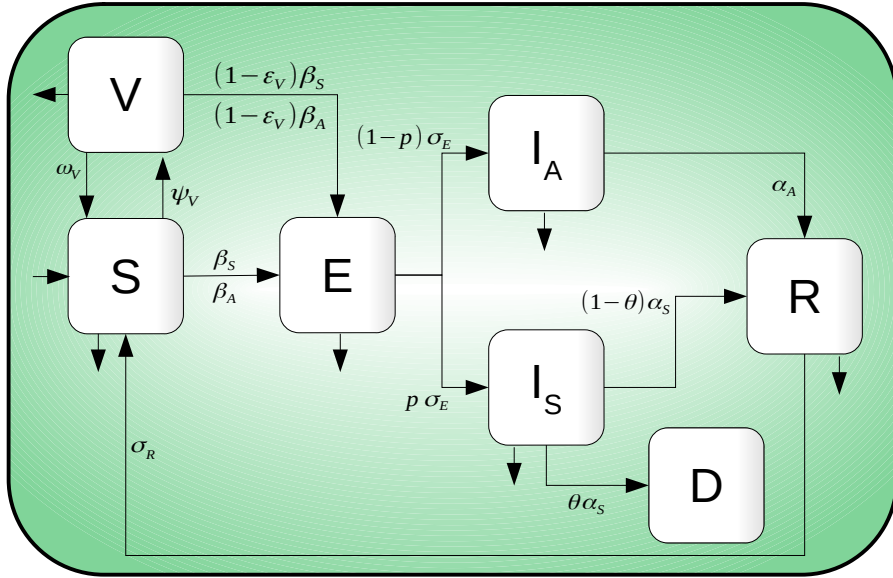 V
(1−ε_V)β_S
(1−ε_V)β_A
ω_V
ψ_V
S
β_S
β_A
E
(1−p)σ_E
I_A
α_A
R
(1−θ)α_S
p σ_E
I_S
θα_S
D
σ_R